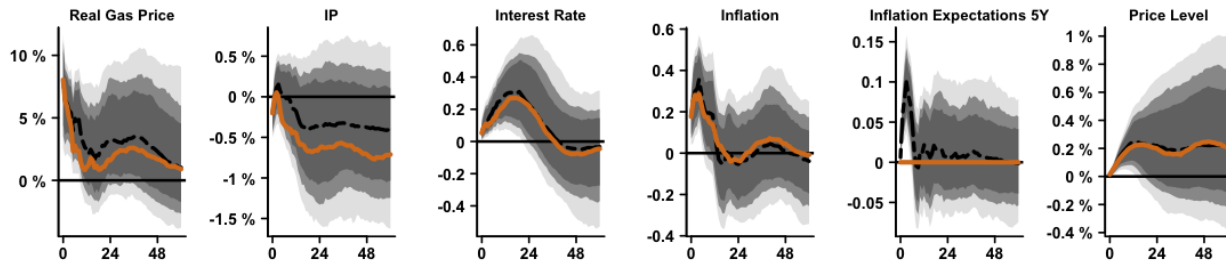 Real Gas Price
10 %
5 %
0 %
0 24 48
IP
0.5 %
0 %
-0.5 %
-1 %
-1.5 %
0 24 48
Interest Rate
0.6
0.4
0.2
0
-0.2
-0.4
0 24 48
Inflation
0.6
0.4
0.2
0
-0.2
-0.4
0 24 48
Inflation Expectations 5Y
0.15
0.1
0.05
0
-0.05
0 24 48
Price Level
1 %
0.8 %
0.6 %
0.4 %
0.2 %
0 %
-0.2 %
-0.4 %
0 24 48